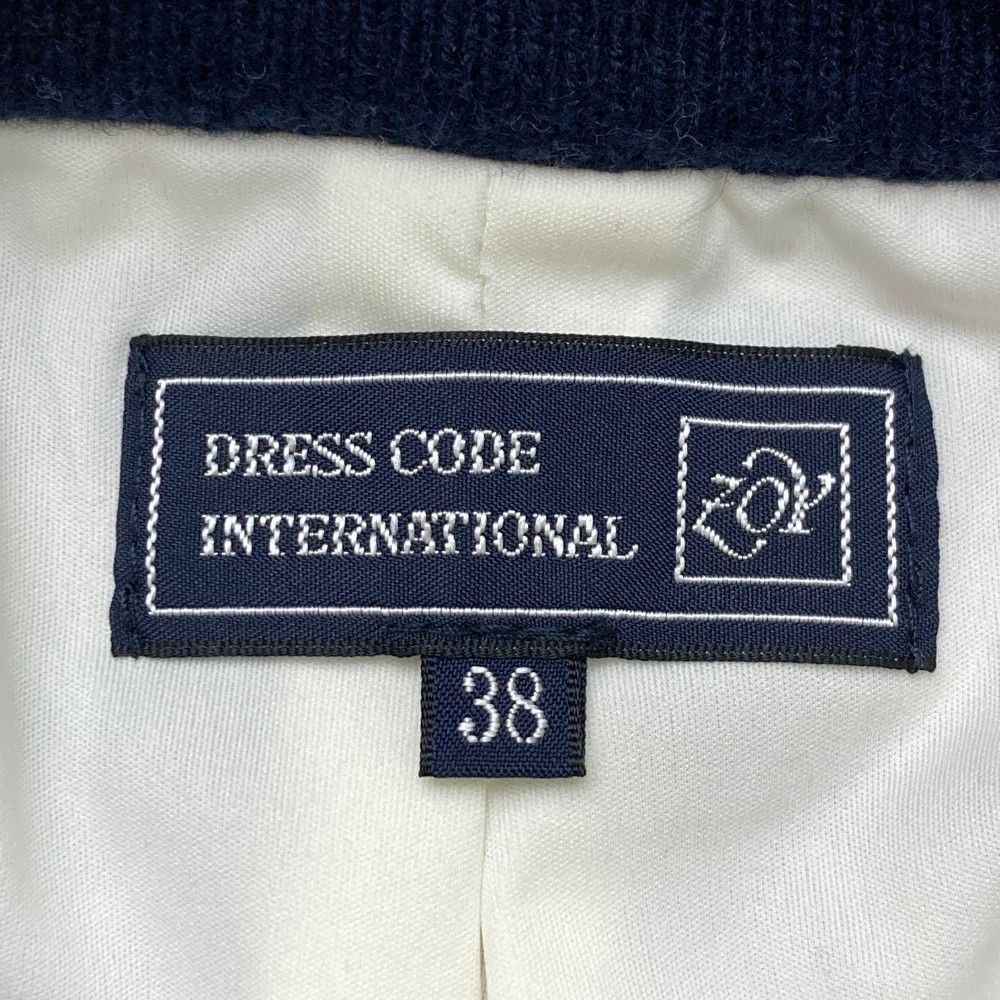 DRESS CODE
INTERNATIONAL
ZOY
38